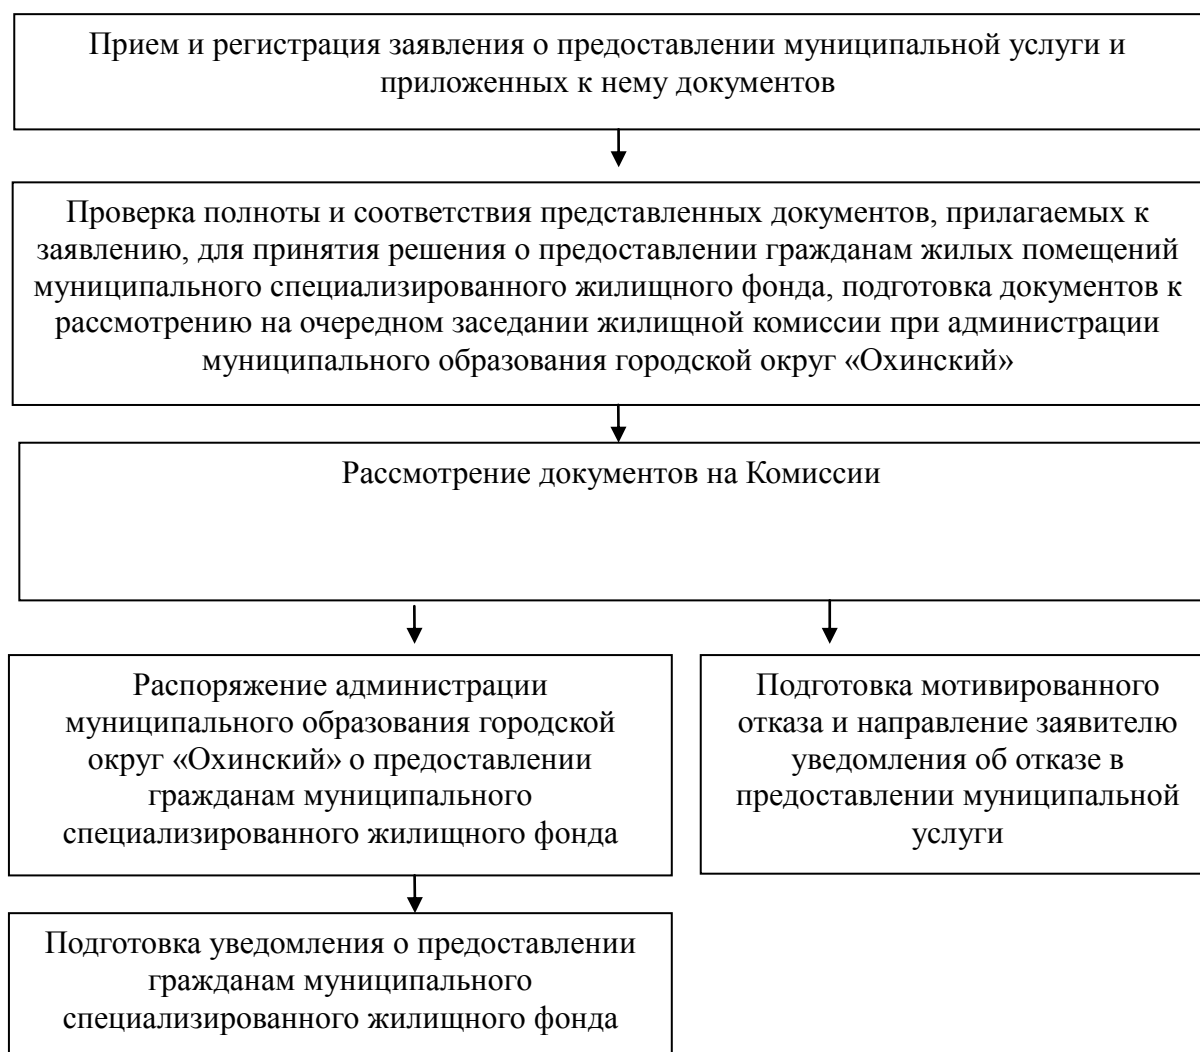 Прием и регистрация заявления о предоставлении муниципальной услуги и
приложенных к нему документов
Проверка полноты и соответствия представленных документов, прилагаемых к
заявлению, для принятия решения о предоставлении гражданам жилых помещений
муниципального специализированного жилищного фонда, подготовка документов к
рассмотрению на очередном заседании жилищной комиссии при администрации
муниципального образования городской округ «Охинский»
Рассмотрение документов на Комиссии
Распоряжение администрации
муниципального образования городской
округ «Охинский» о предоставлении
гражданам муниципального
специализированного жилищного фонда
Подготовка мотивированного
отказа и направление заявителю
уведомления об отказе в
предоставлении муниципальной
услуги
Подготовка уведомления о предоставлении
гражданам муниципального
специализированного жилищного фонда